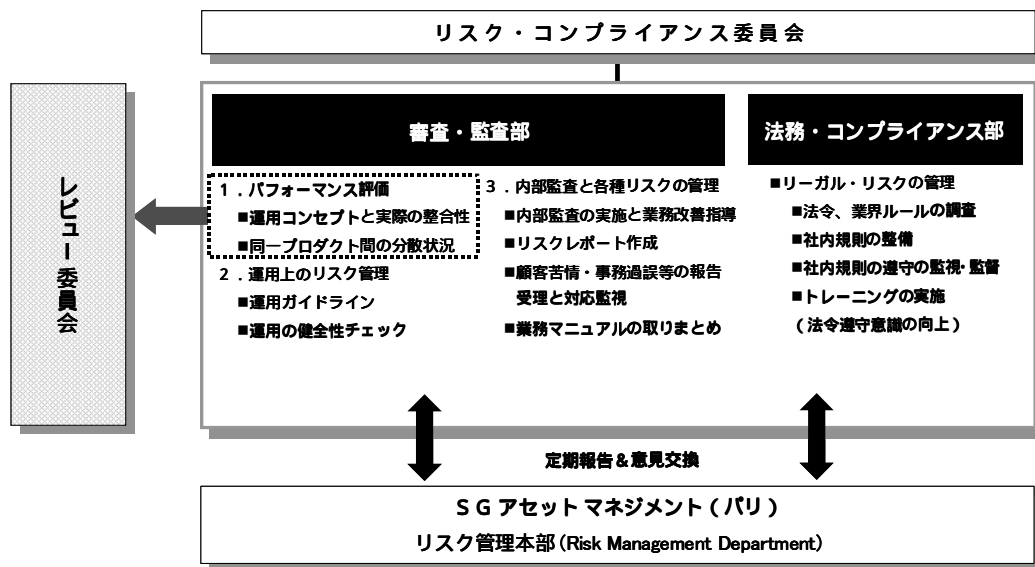 リスク・コンプライアンス委員会
レビュー委員会
審査・監査部
1．パフォーマンス評価
■運用コンセプトと実際の整合性
■同一プロダクト間の分散状況
2．運用上のリスク管理
■運用ガイドライン
■運用の健全性チェック
3．内部監査と各種リスクの管理
■内部監査の実施と業務改善指導
■リスクレポート作成
■顧客苦情・事務過誤等の報告
受理と対応監視
■業務マニュアルの取りまとめ
法務・コンプライアンス部
■リーガル・リスクの管理
■法令、業界ルールの調査
■社内規則の整備
■社内規則の遵守の監視・監督
■トレーニングの実施
（法令遵守意識の向上）
定期報告＆意見交換
ＳＧ アセット マネジメント（パリ）
リスク管理本部(Risk Management Department)